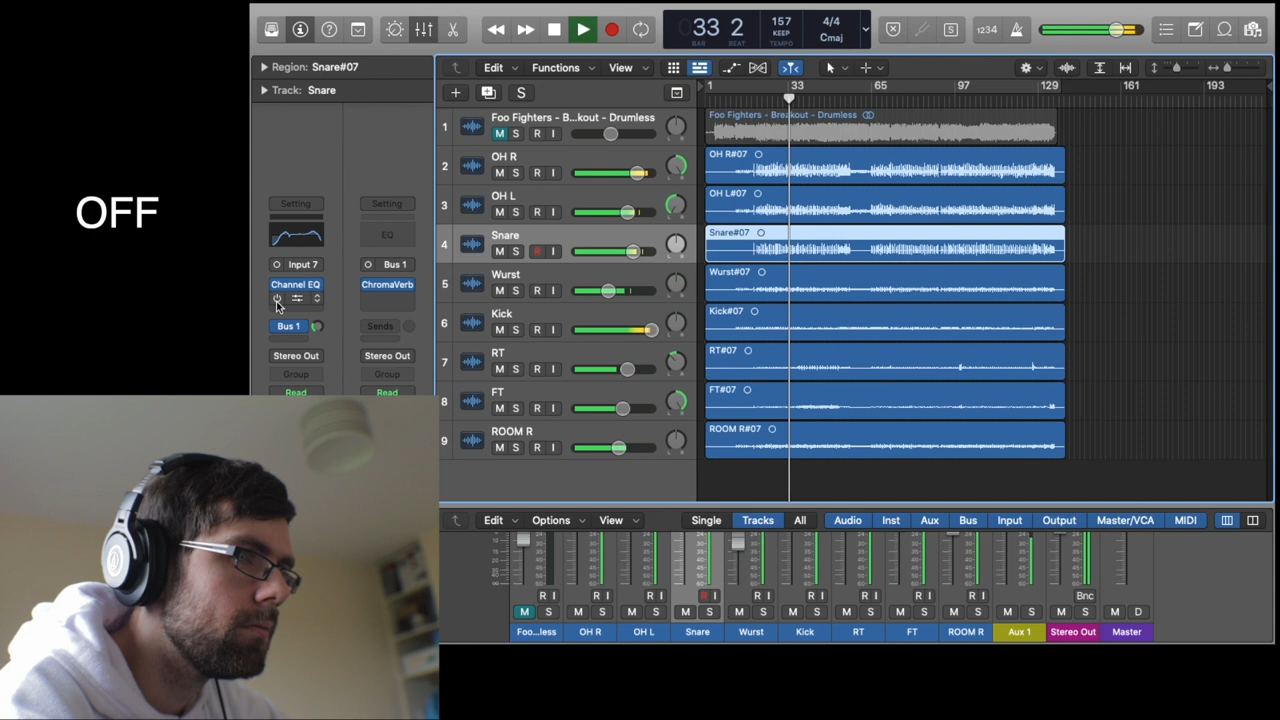 33 2
BAR BEAT
157
KEEP
TEMPO
4/4
Cmaj
S
1234
Region: Snare#07
Track: Snare
Edit Functions View
S
1 33 65 97 129 161 193
OFF
Setting Setting
EQ
Input 7 Bus 1
Channel EQ ChromaVerb
Bus 1 Sends
Stereo Out Stereo Out
Group Group
Read Read
1 Foo Fighters - B...kout - Drumless
M S R I
Foo Fighters - Breakout - Drumless
2 OH R
M S R I
OH R#07
3 OH L
M S R I
OH L#07
4 Snare
M S R I
Snare#07
5 Wurst
M S R I
Wurst#07
6 Kick
M S R I
Kick#07
7 RT
M S R I
RT#07
8 FT
M S R I
FT#07
9 ROOM R
M S R I
ROOM R#07
Edit Options View Single Tracks All Audio Inst Aux Bus Input Output Master/VCA MIDI
R I R I R I R I R I R I R I R I R I Bnc
M S M S M S M S M S M S M S M S M S M S M S M D
Foo...less OH R OH L Snare Wurst Kick RT FT ROOM R Aux 1 Stereo Out Master